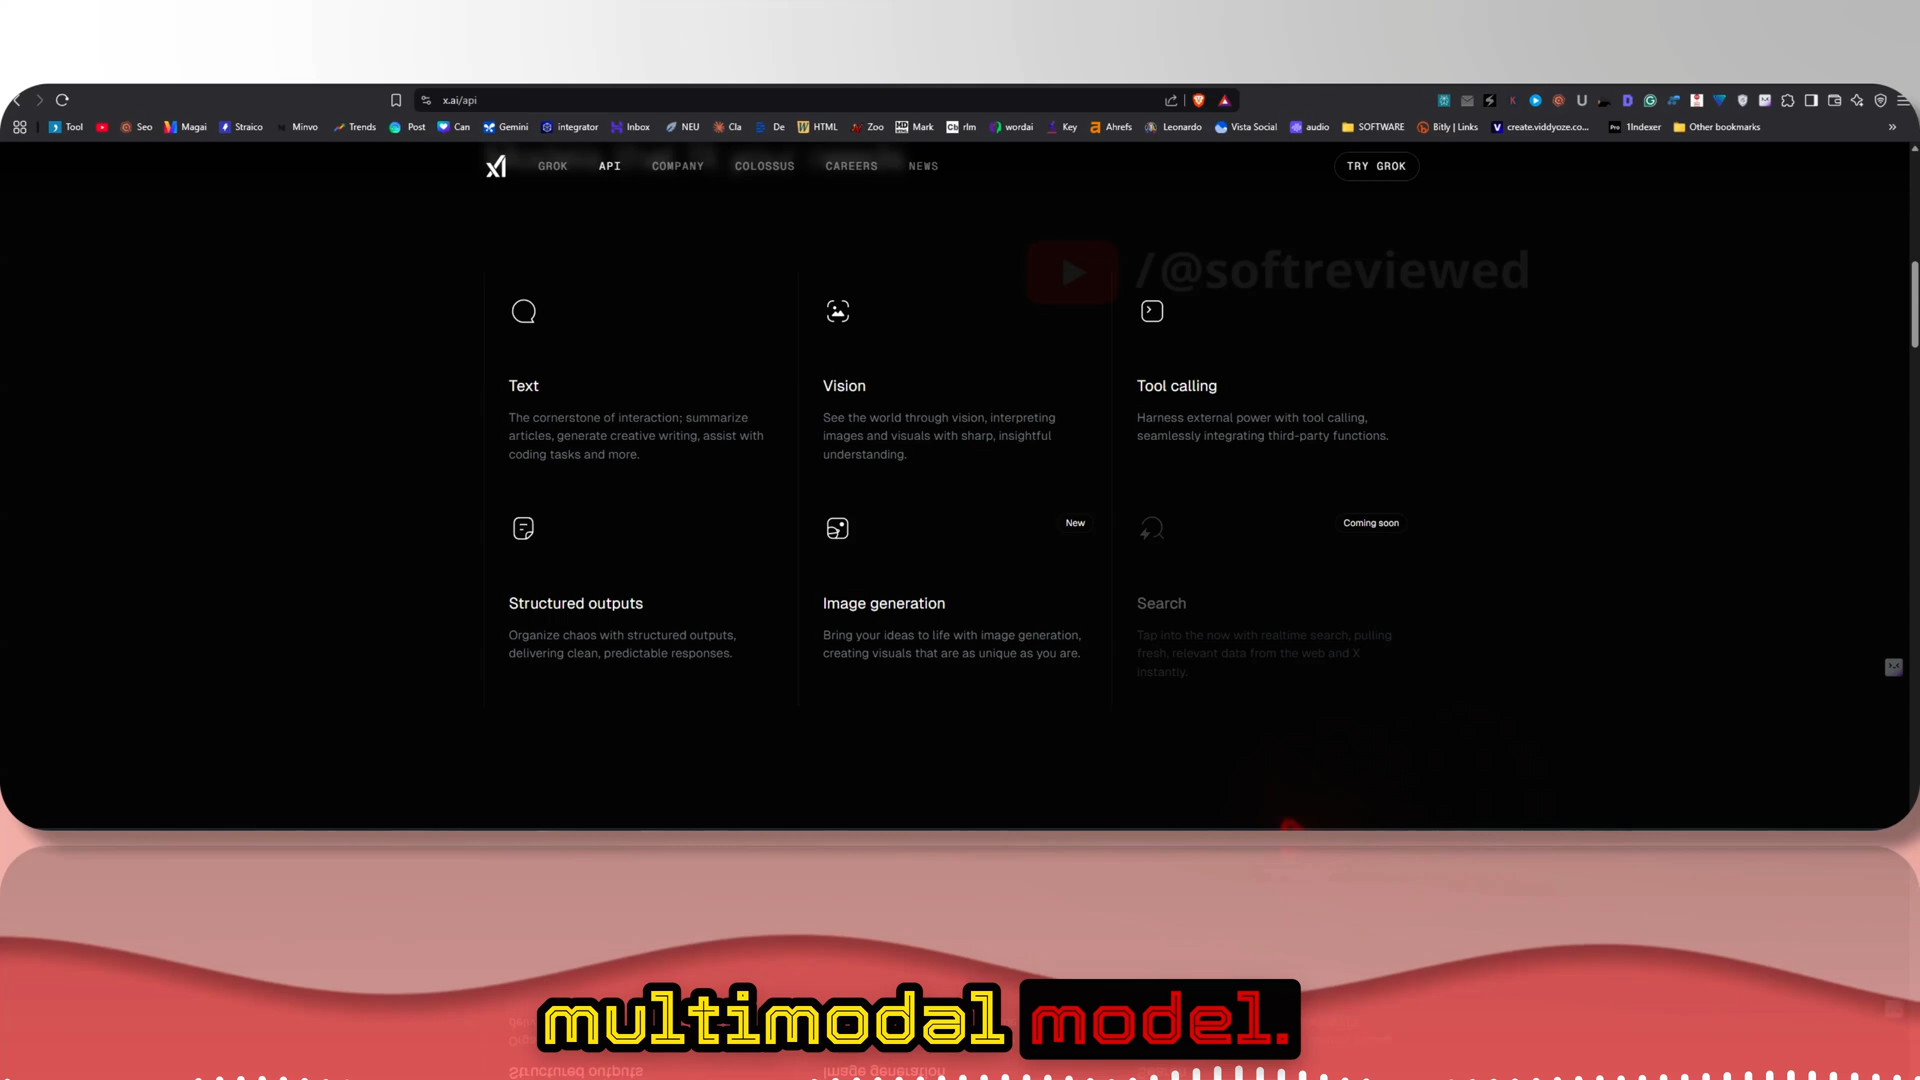 x.ai/api
Tool Seo Magai Straico Minvo Trends Post Can Gemini integrator Inbox NEU Cla De HTML Zoo Mark rlm wordai Key Ahrefs Leonardo Vista Social audio SOFTWARE Bitly | Links create.viddyoze.co... 1Indexer Other bookmarks
GROK API COMPANY COLOSSUS CAREERS NEWS TRY GROK
/@softreviewed
Text
The cornerstone of interaction; summarize
articles, generate creative writing, assist with
coding tasks and more.
Vision
See the world through vision, interpreting
images and visuals with sharp, insightful
understanding.
Tool calling
Harness external power with tool calling,
seamlessly integrating third-party functions.
Structured outputs
Organize chaos with structured outputs,
delivering clean, predictable responses.
New
Image generation
Bring your ideas to life with image generation,
creating visuals that are as unique as you are.
Coming soon
Search
Tap into the now with realtime search, pulling
fresh, relevant data from the web and X
instantly.
multimodal model.